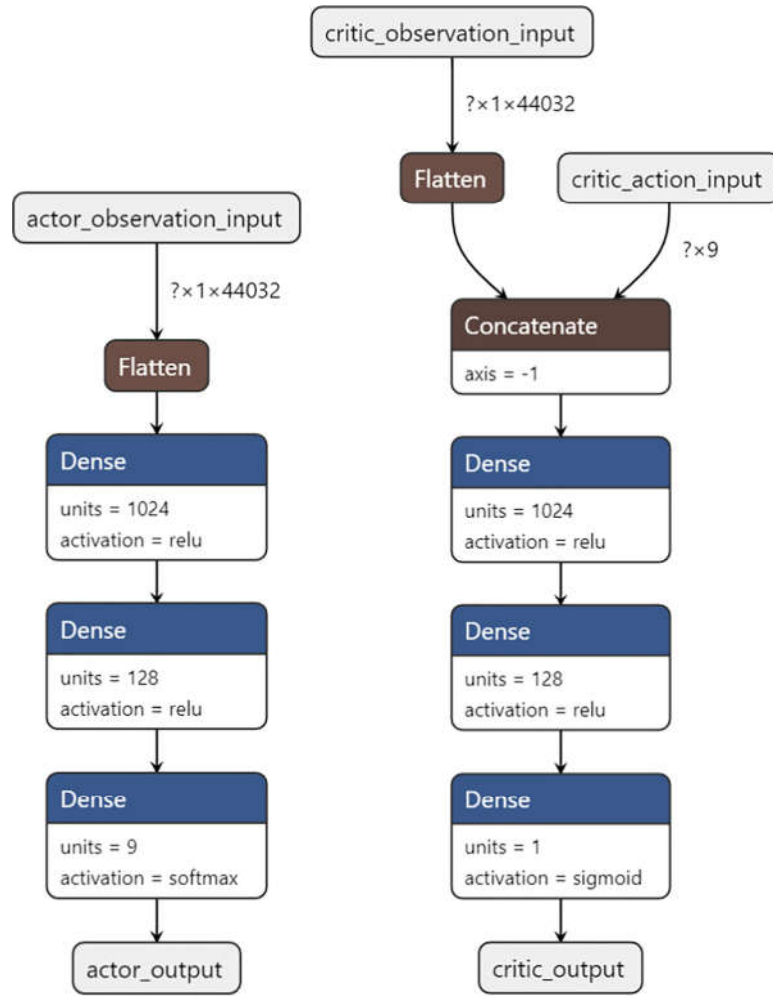 actor_observation_input
?×1×44032
Flatten
Dense
units = 1024
activation = relu
Dense
units = 128
activation = relu
Dense
units = 9
activation = softmax
actor_output
critic_observation_input
?×1×44032
Flatten
critic_action_input
?×9
Concatenate
axis = -1
Dense
units = 1024
activation = relu
Dense
units = 128
activation = relu
Dense
units = 1
activation = sigmoid
critic_output